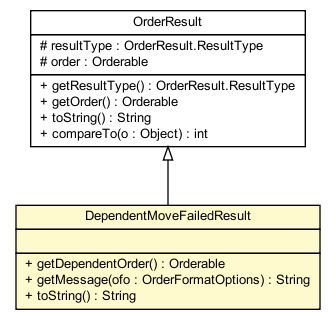 OrderResult
# resultType : OrderResult.ResultType
# order : Orderable
+ getResultType() : OrderResult.ResultType
+ getOrder() : Orderable
+ toString() : String
+ compareTo(o : Object) : int
DependentMoveFailedResult
+ getDependentOrder() : Orderable
+ getMessage(ofo : OrderFormatOptions) : String
+ toString() : String